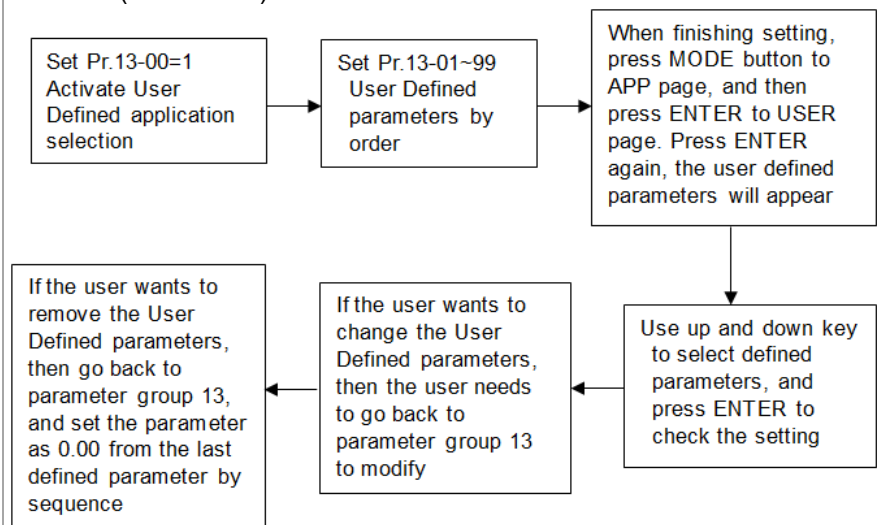 Set Pr.13-00=1
Activate User
Defined application
selection
Set Pr.13-01~99
User Defined
parameters by
order
When finishing setting,
press MODE button to
APP page, and then
press ENTER to USER
page. Press ENTER
again, the user defined
parameters will appear
Use up and down key
to select defined
parameters, and
press ENTER to
check the setting
If the user wants to
change the User
Defined parameters,
then the user needs
to go back to
parameter group 13
to modify
If the user wants to
remove the User
Defined parameters,
then go back to
parameter group 13,
and set the parameter
as 0.00 from the last
defined parameter by
sequence